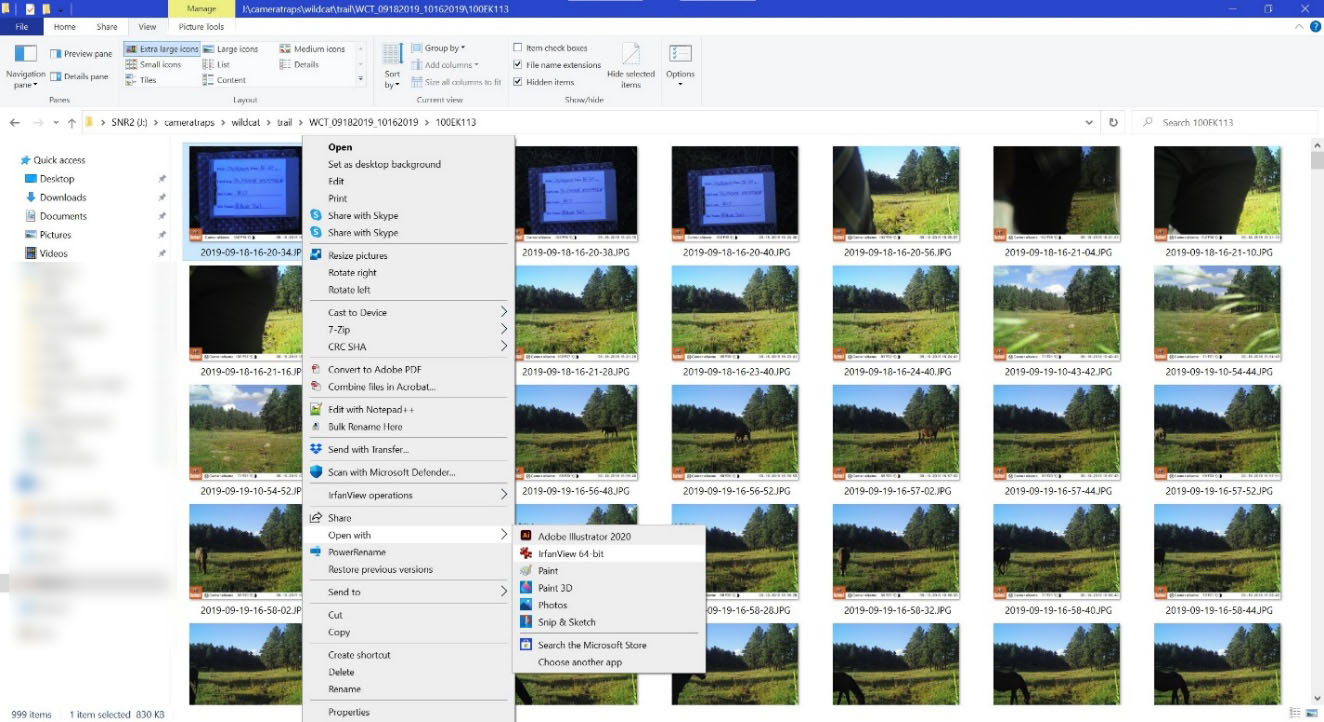 Manage
J:\cameratraps\wildcat\trail\WCT_09182019_10162019\100EK113
File
Home
Share
View
Picture Tools
Navigation pane
Preview pane
Details pane
Panes
Extra large icons
Large icons
Medium icons
Small icons
List
Details
Tiles
Content
Layout
Sort by
Group by
Add columns
Size all columns to fit
Current view
Item check boxes
File name extensions
Hidden items
Hide selected items
Show/hide
Options
SNR2 (J:) > cameratraps > wildcat > trail > WCT_09182019_10162019 > 100EK113
Search 100EK113
Quick access
Desktop
Downloads
Documents
Pictures
Videos
Open
Set as desktop background
Edit
Print
Share with Skype
Share with Skype
Resize pictures
Rotate right
Rotate left
Cast to Device
7-Zip
CRC SHA
Convert to Adobe PDF
Combine files in Acrobat...
Edit with Notepad++
Bulk Rename Here
Send with Transfer...
Scan with Microsoft Defender...
IrfanView operations
Share
Open with
PowerRename
Restore previous versions
Send to
Cut
Copy
Create shortcut
Delete
Rename
Properties
Adobe Illustrator 2020
IrfanView 64-bit
Paint
Paint 3D
Photos
Snip & Sketch
Search the Microsoft Store
Choose another app
2019-09-18-16-20-34.JP
2019-09-18-16-20-38.JPG
2019-09-18-16-20-40.JPG
2019-09-18-16-20-56.JPG
2019-09-18-16-21-04.JPG
2019-09-18-16-21-10.JPG
2019-09-18-16-21-16.JP
2019-09-18-16-21-28.JPG
2019-09-18-16-23-40.JPG
2019-09-18-16-24-40.JPG
2019-09-19-10-43-42.JPG
2019-09-19-10-54-44.JPG
2019-09-19-10-54-52.JP
2019-09-19-16-56-48.JPG
2019-09-19-16-56-52.JPG
2019-09-19-16-57-02.JPG
2019-09-19-16-57-44.JPG
2019-09-19-16-57-52.JPG
2019-09-19-16-58-02.JP
09-19-16-58-28.JPG
2019-09-19-16-58-32.JPG
2019-09-19-16-58-40.JPG
2019-09-19-16-58-44.JPG
999 items
1 item selected 830 KB